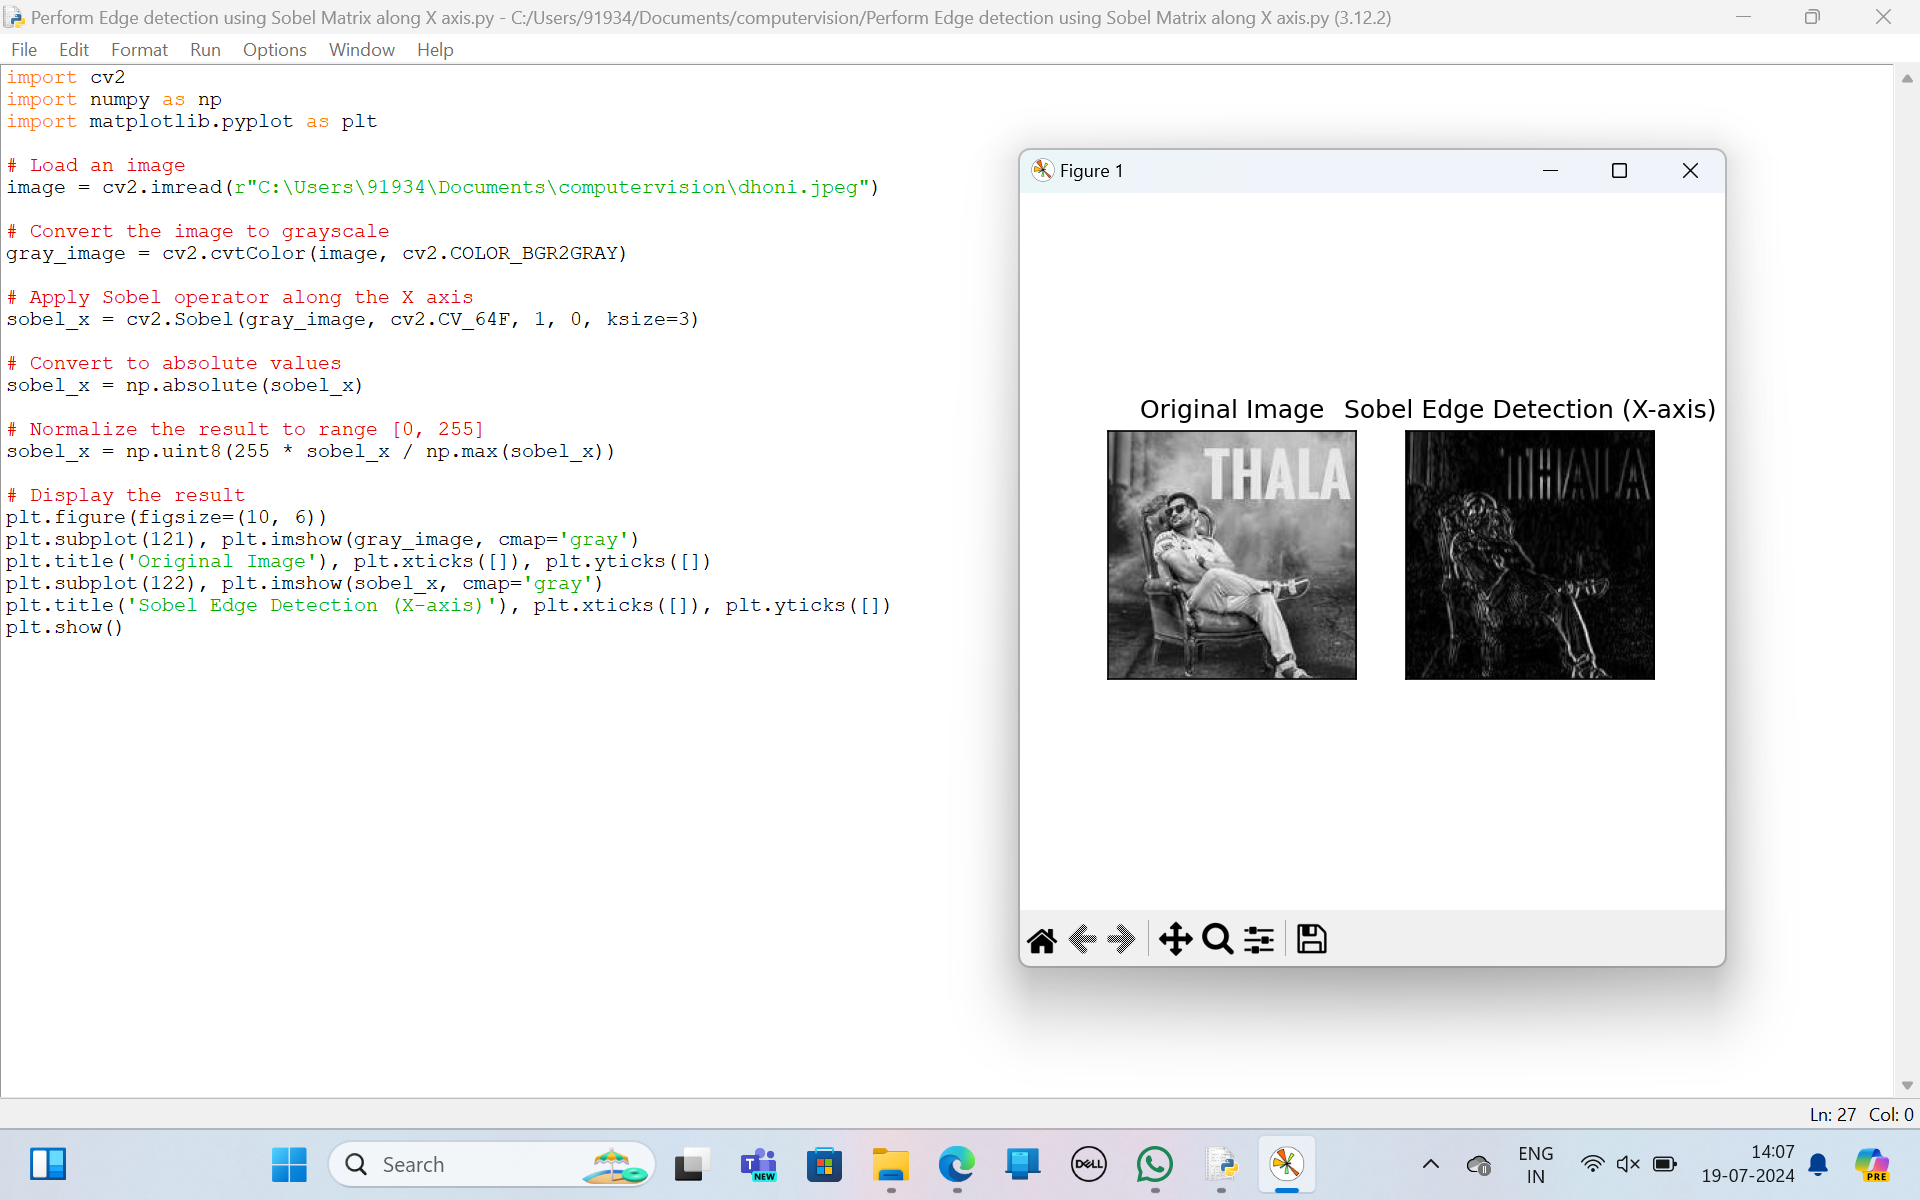 Perform Edge detection using Sobel Matrix along X axis.py - C:/Users/91934/Documents/computervision/Perform Edge detection using Sobel Matrix along X axis.py (3.12.2)
File Edit Format Run Options Window Help
import cv2
import numpy as np
import matplotlib.pyplot as plt
# Load an image
image = cv2.imread(r"C:\Users\91934\Documents\computervision\dhoni.jpeg")
# Convert the image to grayscale
gray_image = cv2.cvtColor(image, cv2.COLOR_BGR2GRAY)
# Apply Sobel operator along the X axis
sobel_x = cv2.Sobel(gray_image, cv2.CV_64F, 1, 0, ksize=3)
# Convert to absolute values
sobel_x = np.absolute(sobel_x)
# Normalize the result to range [0, 255]
sobel_x = np.uint8(255 * sobel_x / np.max(sobel_x))
# Display the result
plt.figure(figsize=(10, 6))
plt.subplot(121), plt.imshow(gray_image, cmap='gray')
plt.title('Original Image'), plt.xticks([]), plt.yticks([])
plt.subplot(122), plt.imshow(sobel_x, cmap='gray')
plt.title('Sobel Edge Detection (X-axis)'), plt.xticks([]), plt.yticks([])
plt.show()
Figure 1
Original Image Sobel Edge Detection (X-axis)
THALA THALA
Ln: 27 Col: 0
Search
NEW
DELL
ENG
IN
14:07
19-07-2024
PRE